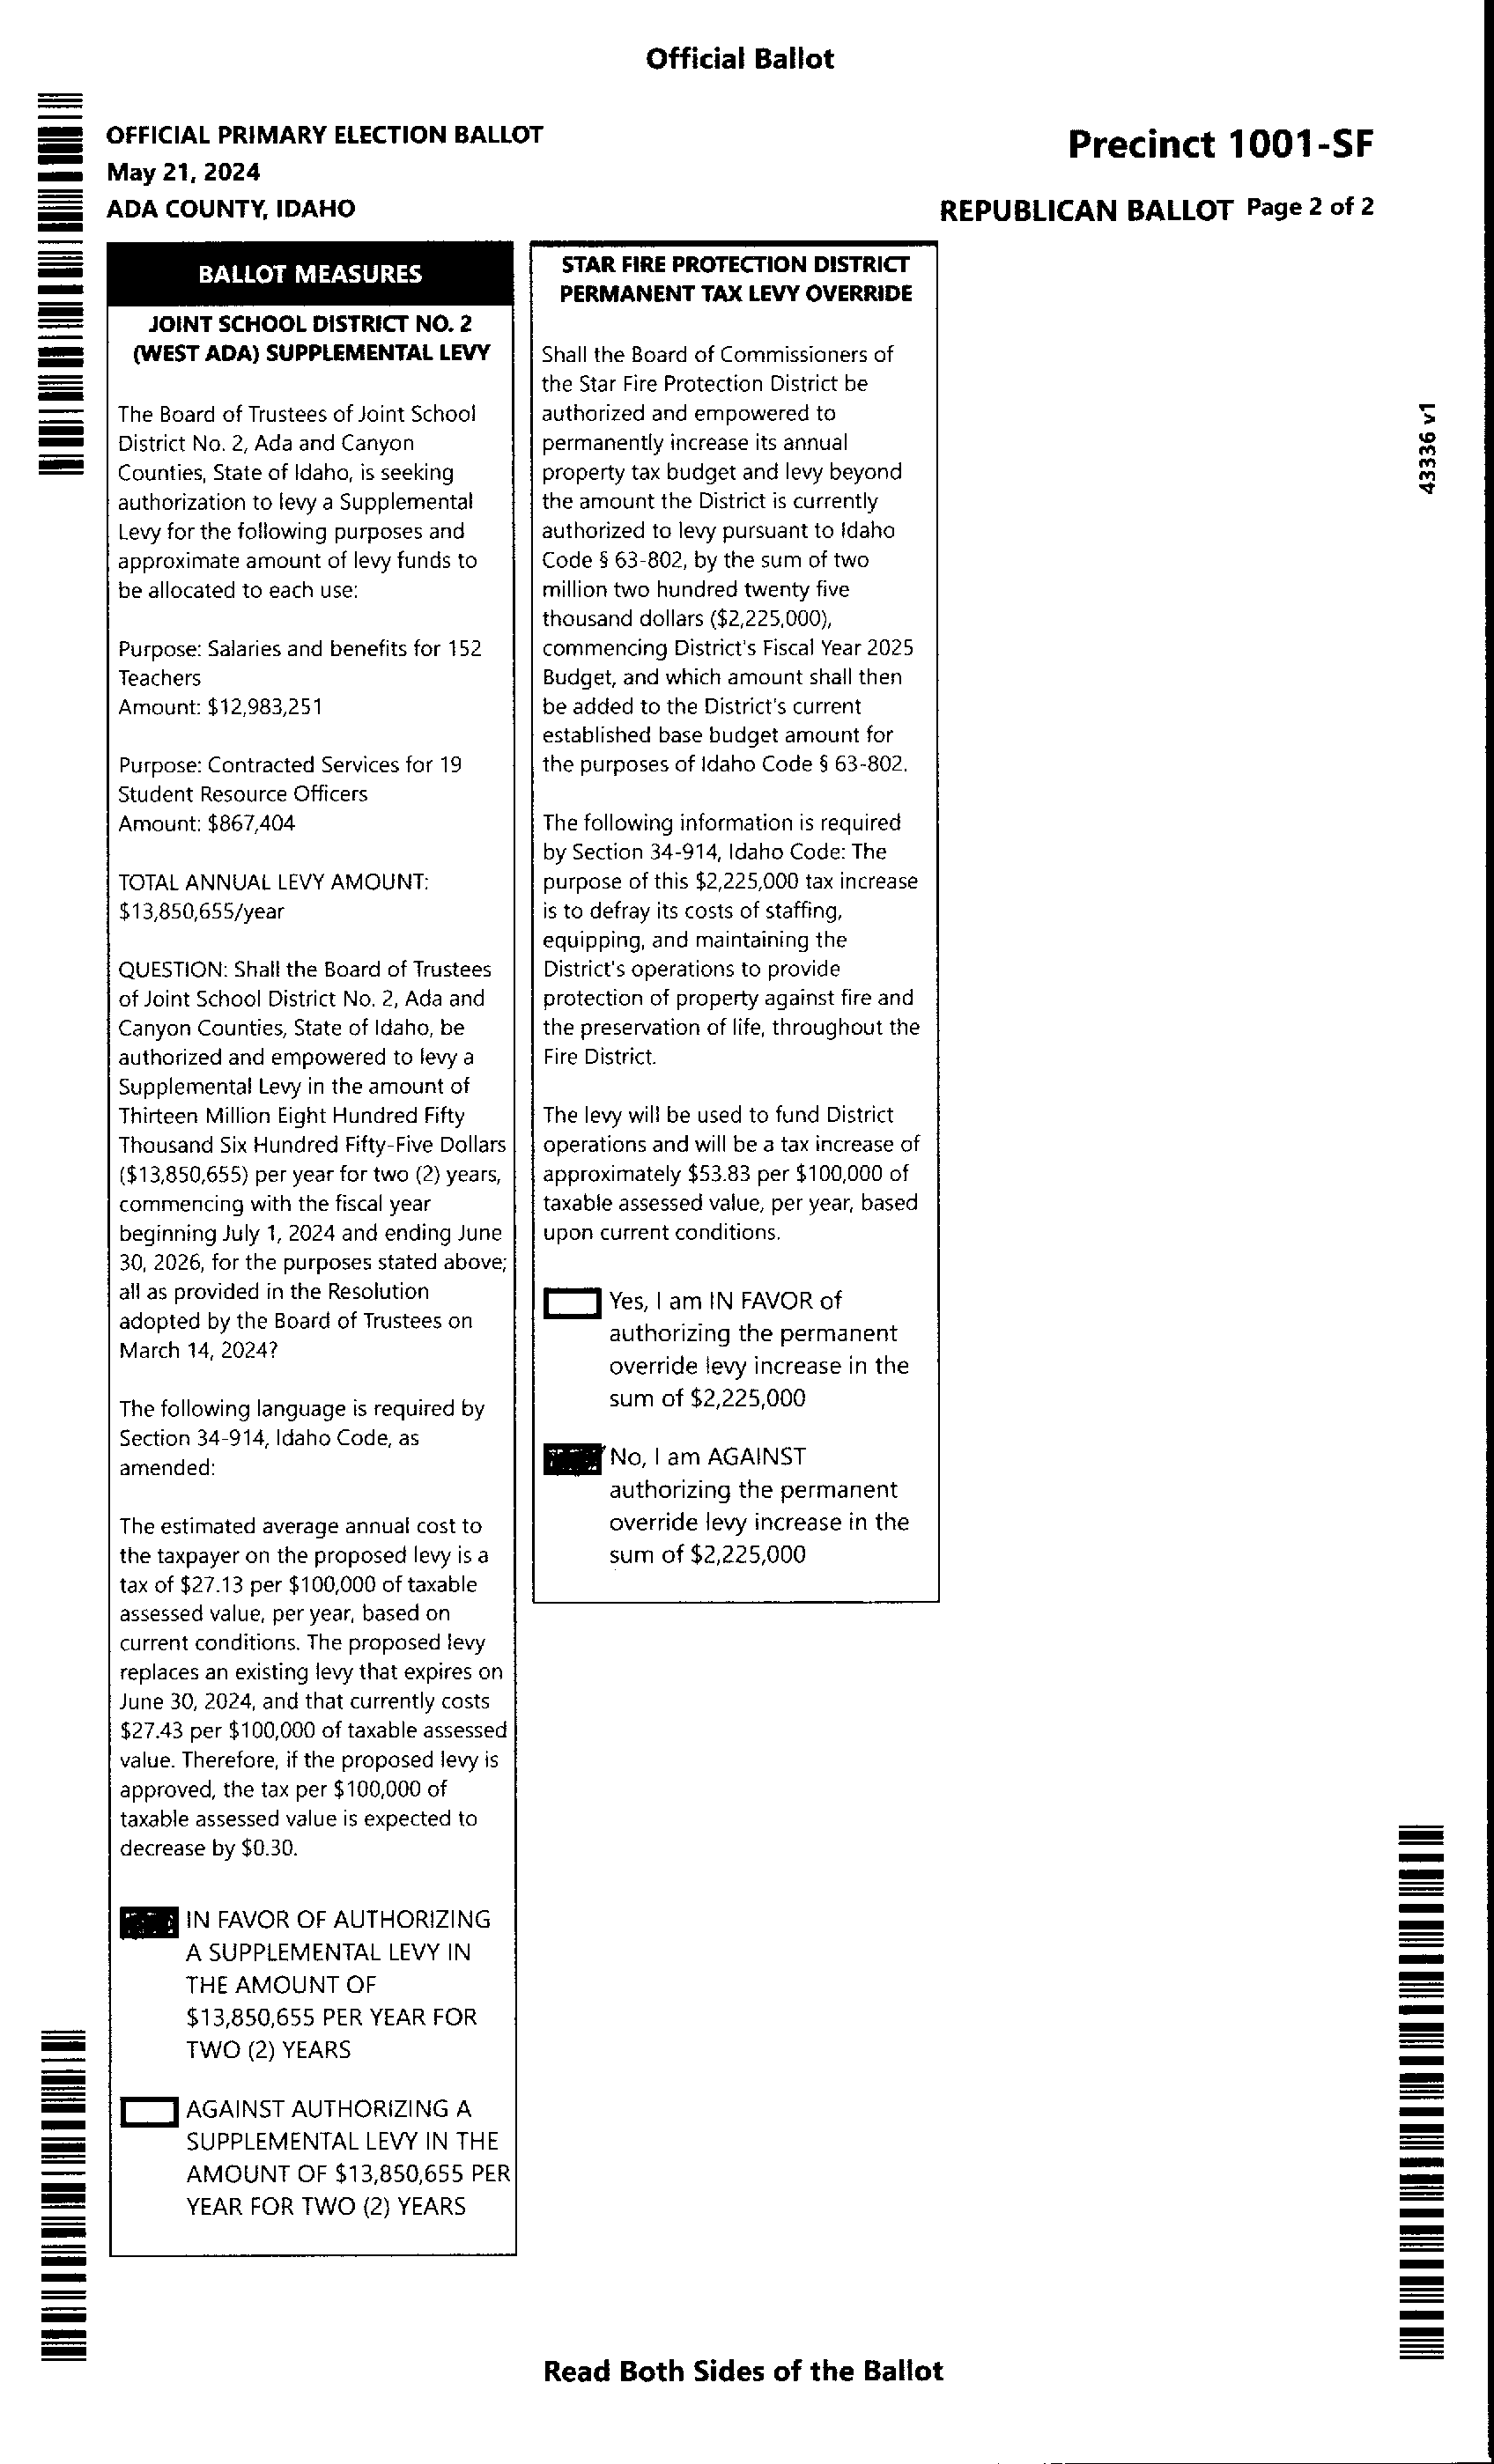 Official Ballot
OFFICIAL PRIMARY ELECTION BALLOT
May 21, 2024
ADA COUNTY, IDAHO
Precinct 1001-SF
REPUBLICAN BALLOT Page 2 of 2
BALLOT MEASURES
JOINT SCHOOL DISTRICT NO. 2
(WEST ADA) SUPPLEMENTAL LEVY
The Board of Trustees of Joint School
District No. 2, Ada and Canyon
Counties, State of Idaho, is seeking
authorization to levy a Supplemental
Levy for the following purposes and
approximate amount of levy funds to
be allocated to each use:
Purpose: Salaries and benefits for 152
Teachers
Amount: $12,983,251
Purpose: Contracted Services for 19
Student Resource Officers
Amount: $867,404
TOTAL ANNUAL LEVY AMOUNT:
$13,850,655/year
QUESTION: Shall the Board of Trustees
of Joint School District No. 2, Ada and
Canyon Counties, State of Idaho, be
authorized and empowered to levy a
Supplemental Levy in the amount of
Thirteen Million Eight Hundred Fifty
Thousand Six Hundred Fifty-Five Dollars
($13,850,655) per year for two (2) years,
commencing with the fiscal year
beginning July 1, 2024 and ending June
30, 2026, for the purposes stated above;
all as provided in the Resolution
adopted by the Board of Trustees on
March 14, 2024?
The following language is required by
Section 34-914, Idaho Code, as
amended:
The estimated average annual cost to
the taxpayer on the proposed levy is a
tax of $27.13 per $100,000 of taxable
assessed value, per year, based on
current conditions. The proposed levy
replaces an existing levy that expires on
June 30, 2024, and that currently costs
$27.43 per $100,000 of taxable assessed
value. Therefore, if the proposed levy is
approved, the tax per $100,000 of
taxable assessed value is expected to
decrease by $0.30.
IN FAVOR OF AUTHORIZING
A SUPPLEMENTAL LEVY IN
THE AMOUNT OF
$13,850,655 PER YEAR FOR
TWO (2) YEARS
AGAINST AUTHORIZING A
SUPPLEMENTAL LEVY IN THE
AMOUNT OF $13,850,655 PER
YEAR FOR TWO (2) YEARS
STAR FIRE PROTECTION DISTRICT
PERMANENT TAX LEVY OVERRIDE
Shall the Board of Commissioners of
the Star Fire Protection District be
authorized and empowered to
permanently increase its annual
property tax budget and levy beyond
the amount the District is currently
authorized to levy pursuant to Idaho
Code § 63-802, by the sum of two
million two hundred twenty five
thousand dollars ($2,225,000),
commencing District's Fiscal Year 2025
Budget, and which amount shall then
be added to the District's current
established base budget amount for
the purposes of Idaho Code § 63-802.
The following information is required
by Section 34-914, Idaho Code: The
purpose of this $2,225,000 tax increase
is to defray its costs of staffing,
equipping, and maintaining the
District's operations to provide
protection of property against fire and
the preservation of life, throughout the
Fire District.
The levy will be used to fund District
operations and will be a tax increase of
approximately $53.83 per $100,000 of
taxable assessed value, per year, based
upon current conditions.
Yes, I am IN FAVOR of
authorizing the permanent
override levy increase in the
sum of $2,225,000
No, I am AGAINST
authorizing the permanent
override levy increase in the
sum of $2,225,000
43336 v1
Read Both Sides of the Ballot